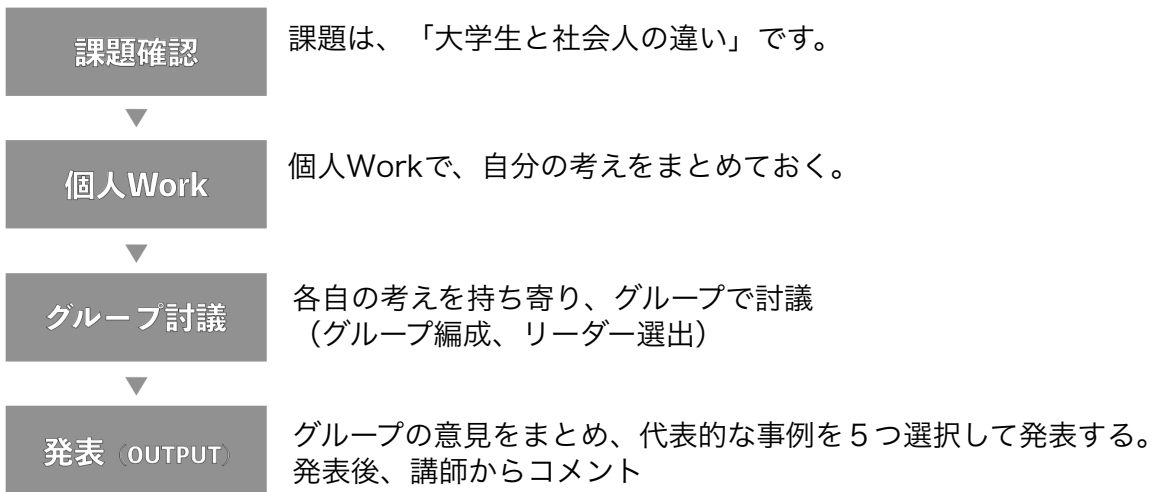 課題確認
課題は、「大学生と社会人の違い」です。
個人Work
個人Workで、自分の考えをまとめておく。
グループ討議
各自の考えを持ち寄り、グループで討議
（グループ編成、リーダー選出）
発表（OUTPUT）
グループの意見をまとめ、代表的な事例を５つ選択して発表する。
発表後、講師からコメント